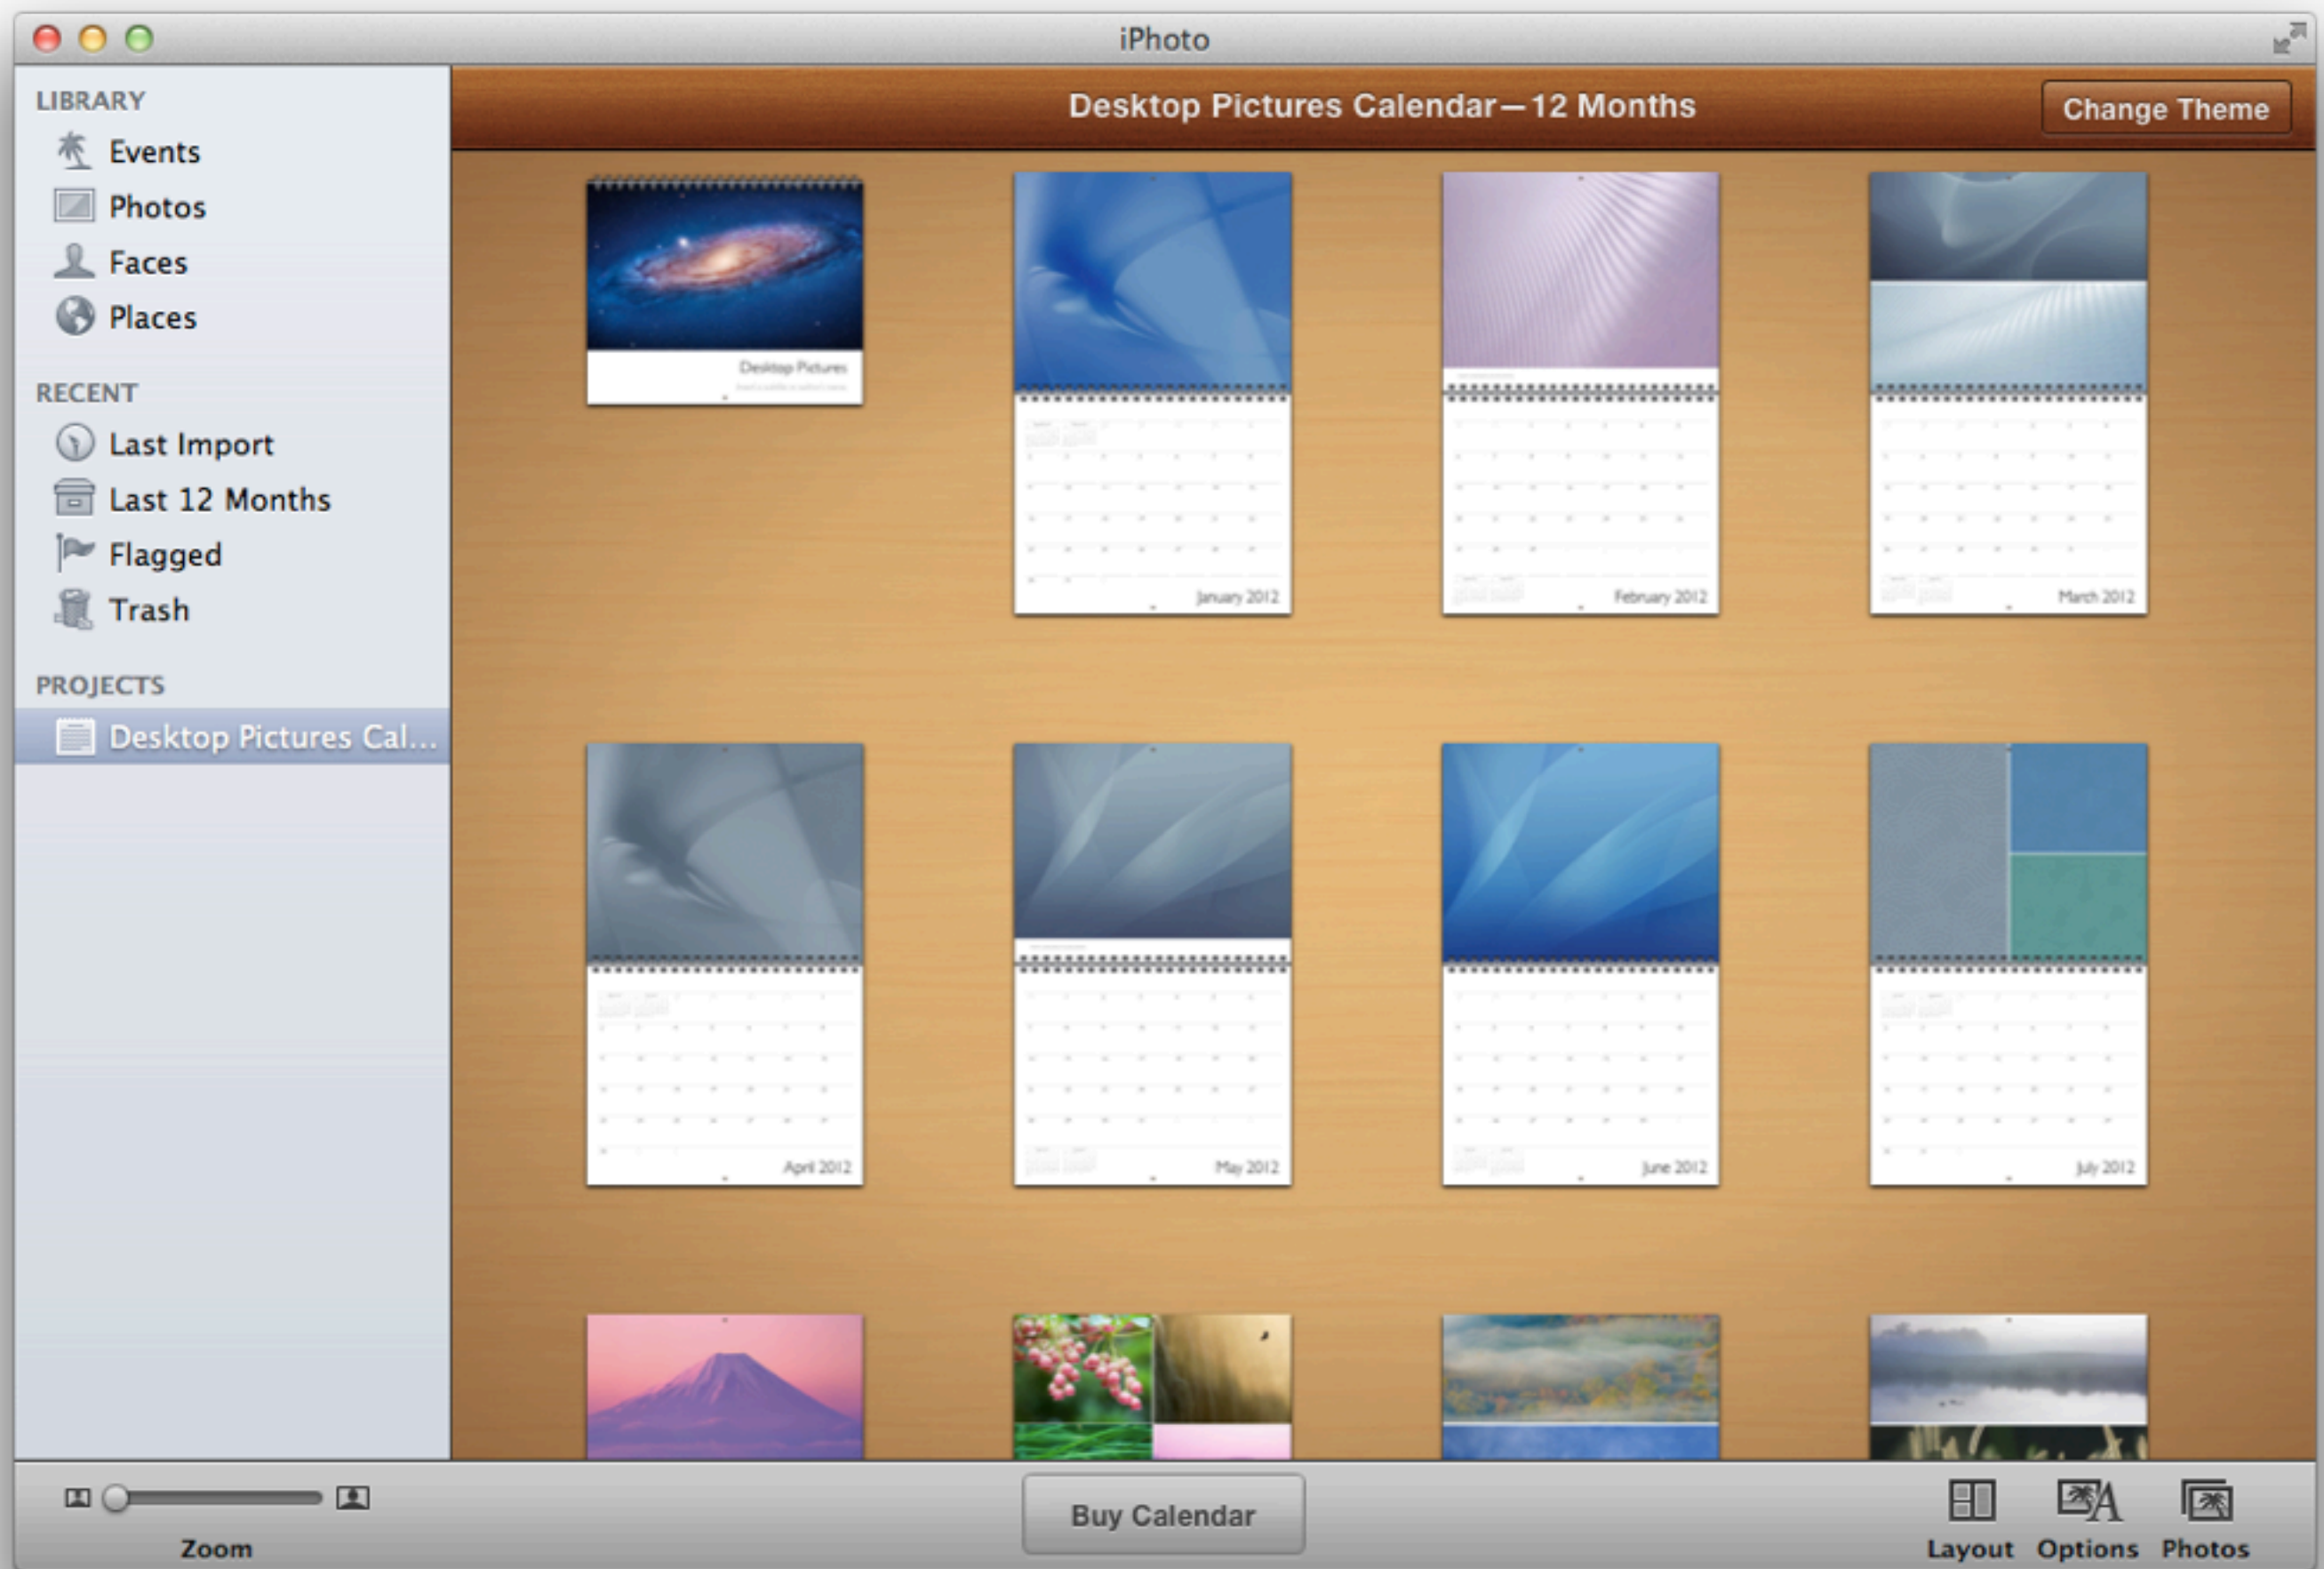 iPhoto
LIBRARY
Events
Photos
Faces
Places
RECENT
Last Import
Last 12 Months
Flagged
Trash
PROJECTS
Desktop Pictures Cal...
Desktop Pictures Calendar—12 Months
Change Theme
Desktop Pictures
January 2012
February 2012
March 2012
April 2012
May 2012
June 2012
July 2012
Zoom
Buy Calendar
Layout
Options
Photos